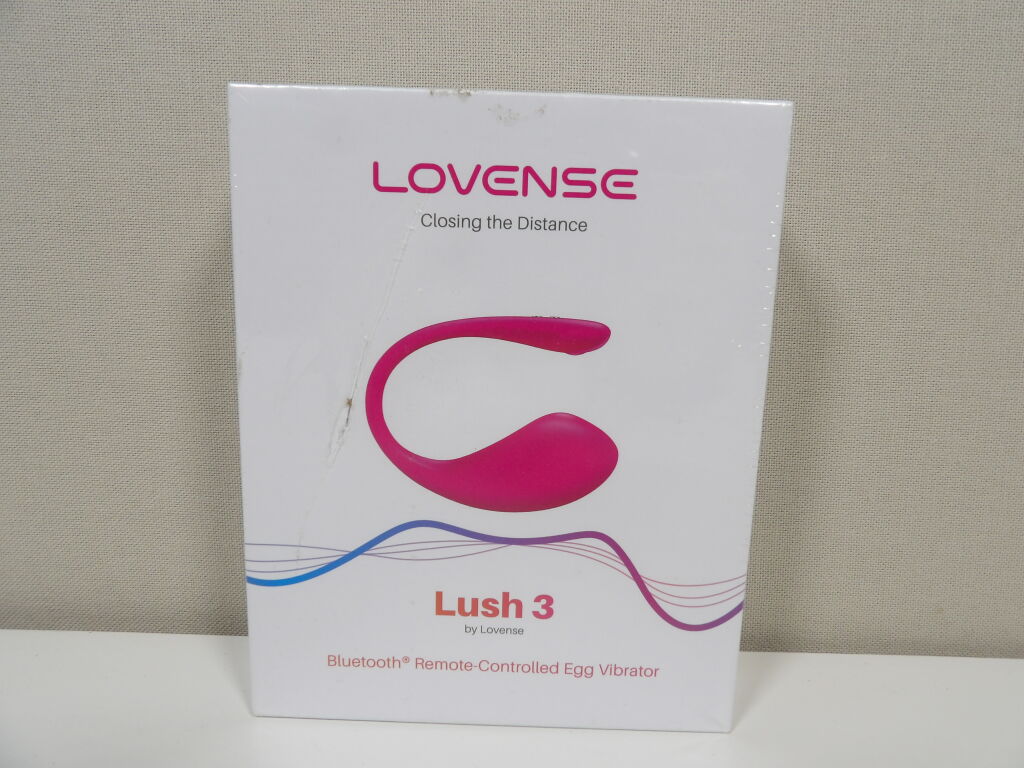 LOVENSE
Closing the Distance
Lush 3
by Lovense
Bluetooth® Remote-Controlled Egg Vibrator